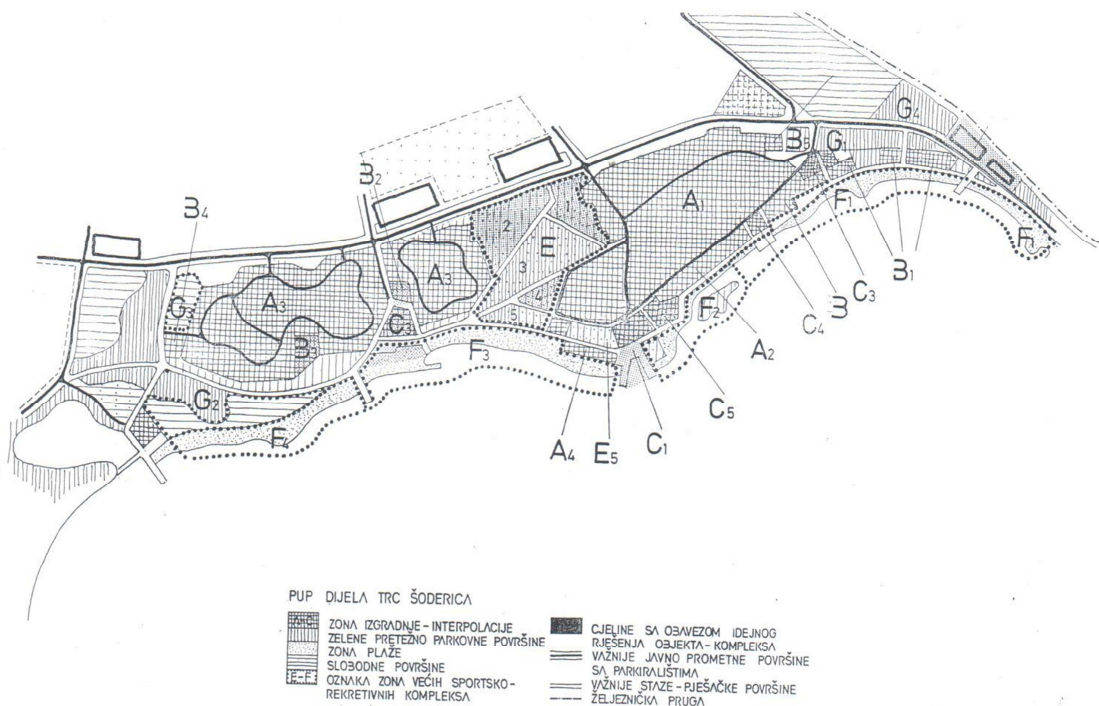 G4
B5 G1
B2
B4
A1
1
2
E
F1
3
A3
F1
G3 A3
B1
4
C3
C3
F2
B
5
C4
B3
F3
A2
G2
C5
F4
A4 E5 C1
PUP DIJELA TRC ŠODERICA
A-C ZONA IZGRADNJE-INTERPOLACIJE
ZELENE PRETEŽNO PARKOVNE POVRŠINE
ZONA PLAŽE
SLOBODNE POVRŠINE
E-F OZNAKA ZONA VEĆIH SPORTSKO-
REKRETIVNIH KOMPLEKSA
CJELINE SA OBAVEZOM IDEJNOG
RJEŠENJA OBJEKTA-KOMPLEKSA
VAŽNIJE JAVNO PROMETNE POVRŠINE
SA PARKIRALIŠTIMA
VAŽNIJE STAZE-PJEŠAČKE POVRŠINE
ŽELJEZNIČKA PRUGA